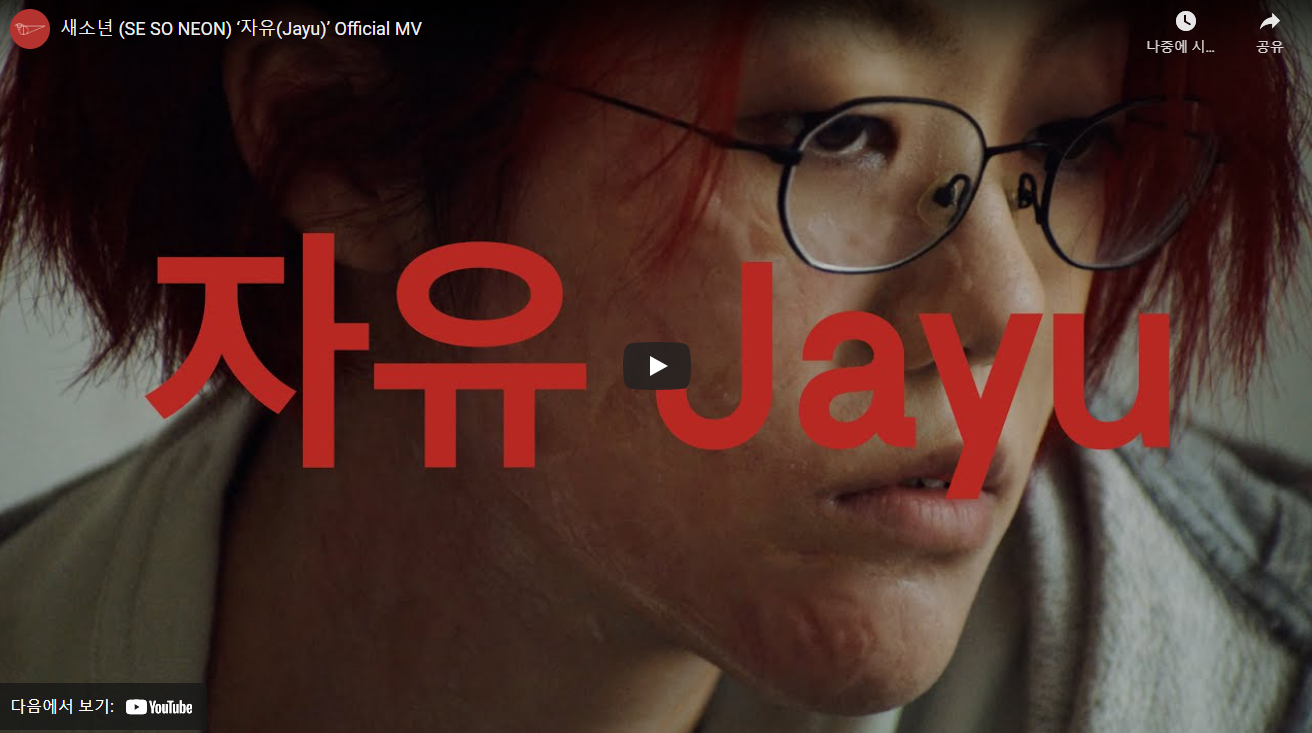 새소년 (SE SO NEON) ‘자유(Jayu)’ Official MV
나중에 시...
공유
자유 Jayu
다음에서 보기: YouTube